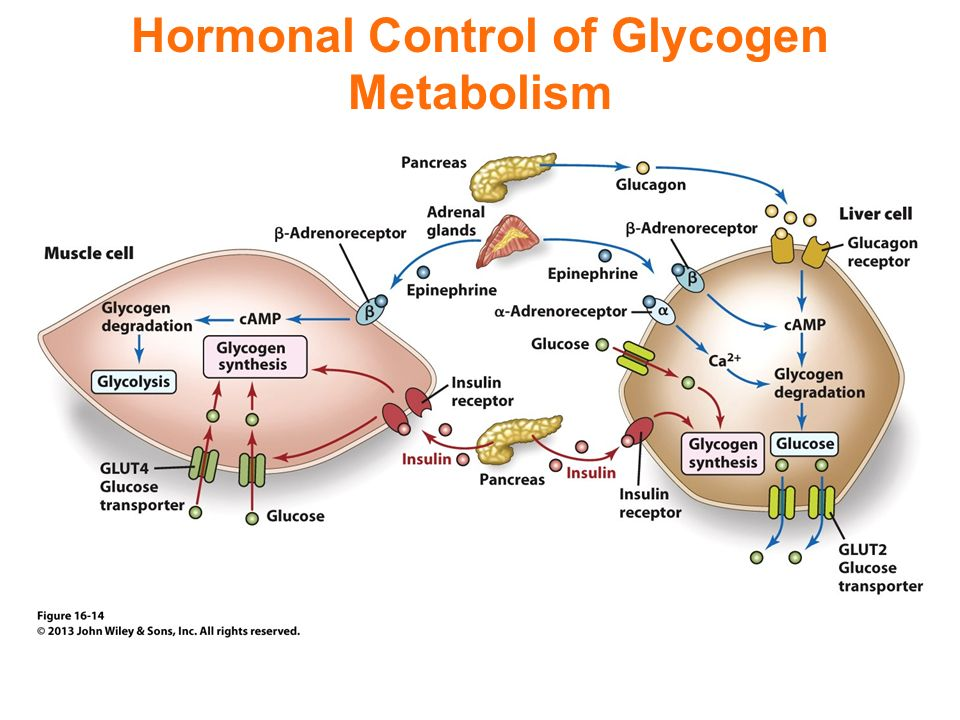 Hormonal Control of Glycogen
Metabolism
Pancreas
Glucagon
Adrenal
glands
β-Adrenoreceptor
β-Adrenoreceptor
Liver cell
Glucagon
receptor
Muscle cell
Epinephrine
Epinephrine
β
β
α-Adrenoreceptor
α
Glycogen
degradation
cAMP
cAMP
Glucose
Ca2+
Glycogen
synthesis
Glycolysis
Glycogen
degradation
Insulin
receptor
Glycogen
synthesis
Glucose
Insulin
Pancreas
Insulin
Insulin
receptor
GLUT4
Glucose
transporter
Glucose
GLUT2
Glucose
transporter
Figure 16-14
© 2013 John Wiley & Sons, Inc. All rights reserved.